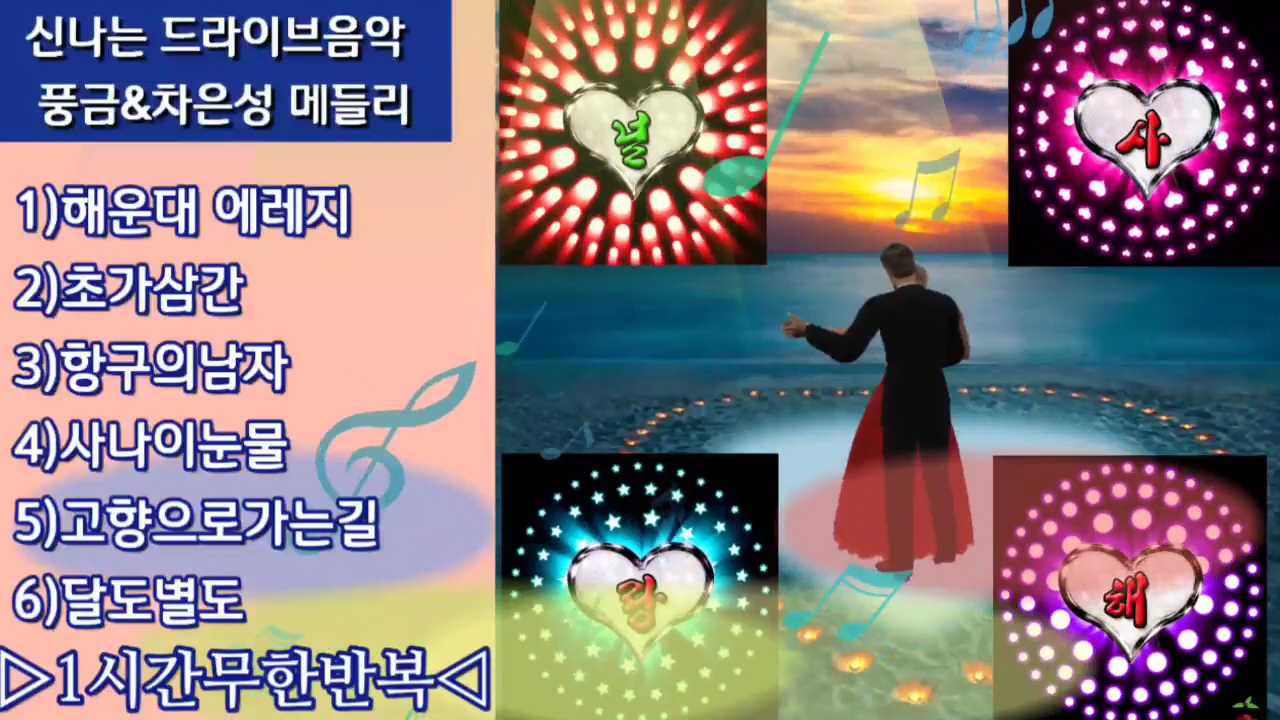 신나는 드라이브음악
풍금&차은성 메들리
1)해운대 에레지
2)초가삼간
3)항구의남자
4)사나이눈물
5)고향으로가는길
6)달도별도
▷1시간무한반복◁
널
사
랑
해